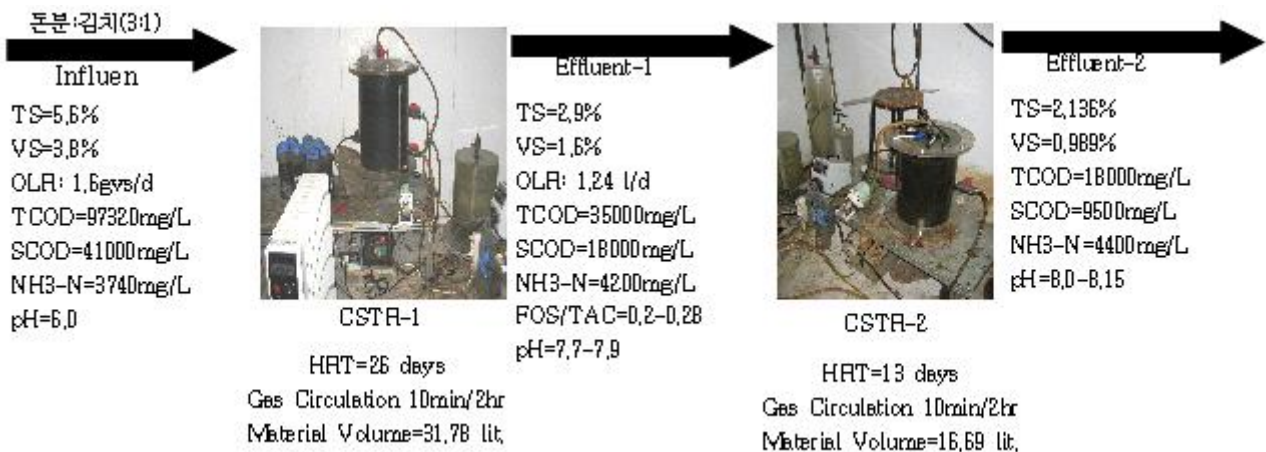 돈분:김치(3:1)
Influen
TS=5,6%
VS=3,8%
OLR: 1,6gvs/d
TCOD=97320mg/L
SCOD=41000mg/L
NH3-N=3740mg/L
pH=6,0
CSTR-1
HRT=26 days
Gas Circulation 10min/2hr
Material Volume=31,78 lit,
Effluent-1
TS=2,9%
VS=1,6%
OLR: 1,24 l/d
TCOD=35000mg/L
SCOD=18000mg/L
NH3-N=4200mg/L
FOS/TAC=0,2-0,28
pH=7,7-7,9
CSTR-2
HRT=13 days
Gas Circulation 10min/2hr
Material Volume=16,69 lit,
Effluent-2
TS=2,136%
VS=0,989%
TCOD=18000mg/L
SCOD=9500mg/L
NH3-N=4400mg/L
pH=8,0-8,15